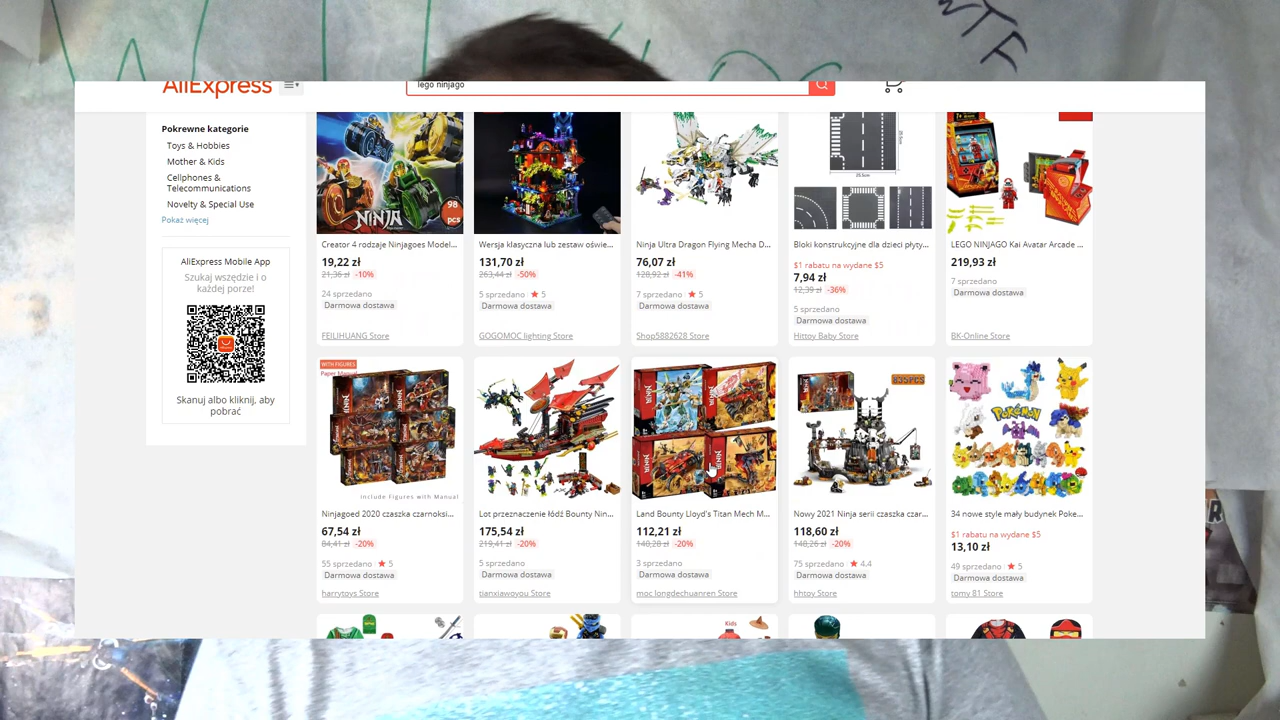 WTF
AliExpress
lego ninjago
Pokrewne kategorie
Toys & Hobbies
Mother & Kids
Cellphones &
Telecommunications
Novelty & Special Use
Pokaż więcej
AliExpress Mobile App
Szukaj wszędzie i o
każdej porze!
Skanuj albo kliknij, aby
pobrać
NINJA
98
pcs
Creator 4 rodzaje Ninjagoes Model...
19,22 zł
21,36 zł -10%
24 sprzedano
Darmowa dostawa
FEILIHUANG Store
Wersja klasyczna lub zestaw oświe...
131,70 zł
263,44 zł -50%
5 sprzedano ★ 5
Darmowa dostawa
GOGOMOC lighting Store
Ninja Ultra Dragon Flying Mecha D...
76,07 zł
128,92 zł -41%
7 sprzedano ★ 5
Darmowa dostawa
Shop5882628 Store
25.5cm
25.5cm
Bloki konstrukcyjne dla dzieci płyty...
$1 rabatu na wydane $5
7,94 zł
12,39 zł -36%
5 sprzedano
Darmowa dostawa
Hittoy Baby Store
LEGO NINJAGO Kai Avatar Arcade ...
219,93 zł
7 sprzedano
Darmowa dostawa
BK-Online Store
WITH FIGURES
Paper Manual
Include Figures with Manual
Ninjagoed 2020 czaszka czarnoksi...
67,54 zł
84,41 zł -20%
55 sprzedano ★ 5
Darmowa dostawa
harrytoys Store
Lot przeznaczenie łódź Bounty Nin...
175,54 zł
219,41 zł -20%
5 sprzedano
Darmowa dostawa
tianxiawoyou Store
Land Bounty Lloyd's Titan Mech M...
112,21 zł
140,28 zł -20%
3 sprzedano
Darmowa dostawa
moc longdechuanren Store
Nowy 2021 Ninja serii czaszka czar...
118,60 zł
148,26 zł -20%
75 sprzedano ★ 4.4
Darmowa dostawa
hhtoy Store
POKéMON
34 nowe style mały budynek Poke...
$1 rabatu na wydane $5
13,10 zł
49 sprzedano ★ 5
Darmowa dostawa
tomy 81 Store
Kids